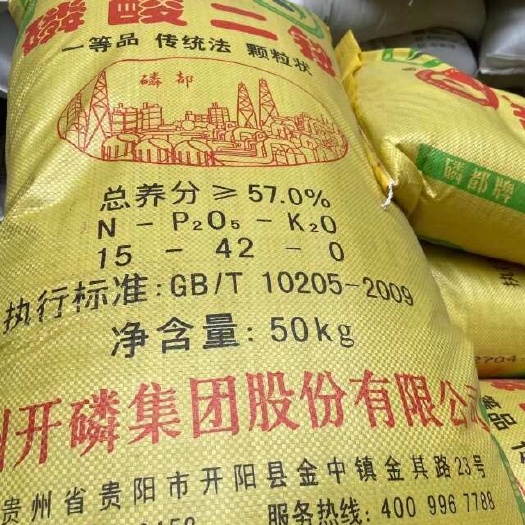 磷酸二铵
一等品 传统法 颗粒状
磷都
总养分≥57.0%
N - P₂O₅ - K₂O
15 - 42 - 0
执行标准:GB/T 10205-2009
净含量:50kg
州开磷集团股份有限公司
贵州省贵阳市开阳县金中镇金其路23号
服务热线:400 996 7788
磷都牌
2704